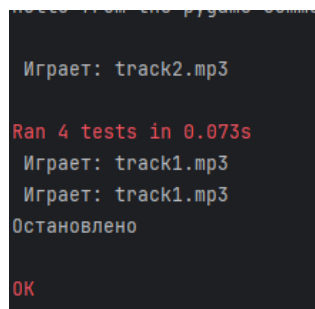 Играет: track2.mp3
Ran 4 tests in 0.073s
Играет: track1.mp3
Играет: track1.mp3
Остановлено
OK